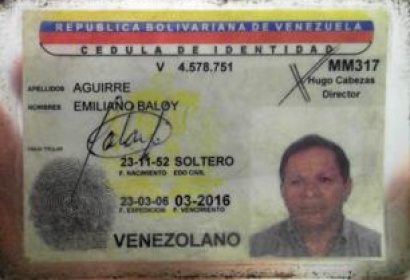 REPUBLICA BOLIVARIANA DE VENEZUELA
CEDULA DE IDENTIDAD
V 4.578.751
MM317
Hugo Cabezas
Director
APELLIDOS AGUIRRE
NOMBRES EMILIANO BALOY
FIRMA TITULAR
23-11-52 SOLTERO
F. NACIMIENTO EDO CIVIL
23-03-06 03-2016
F. EXPEDICION F. VENCIMIENTO
VENEZOLANO